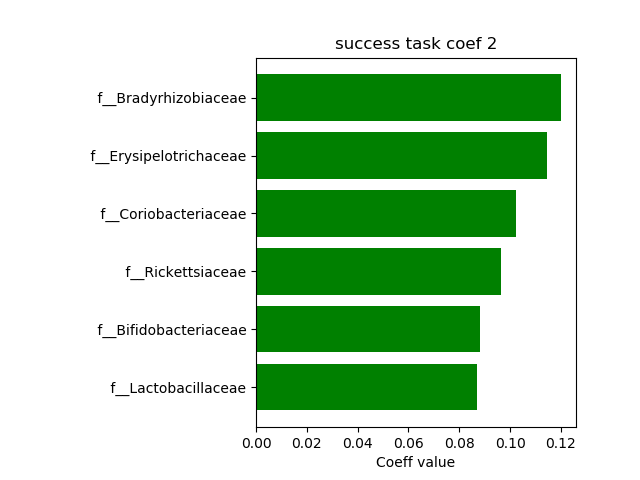 success task coef 2
f__Bradyrhizobiaceae
f__Erysipelotrichaceae
f__Coriobacteriaceae
f__Rickettsiaceae
f__Bifidobacteriaceae
f__Lactobacillaceae
0.00 0.02 0.04 0.06 0.08 0.10 0.12
Coeff value